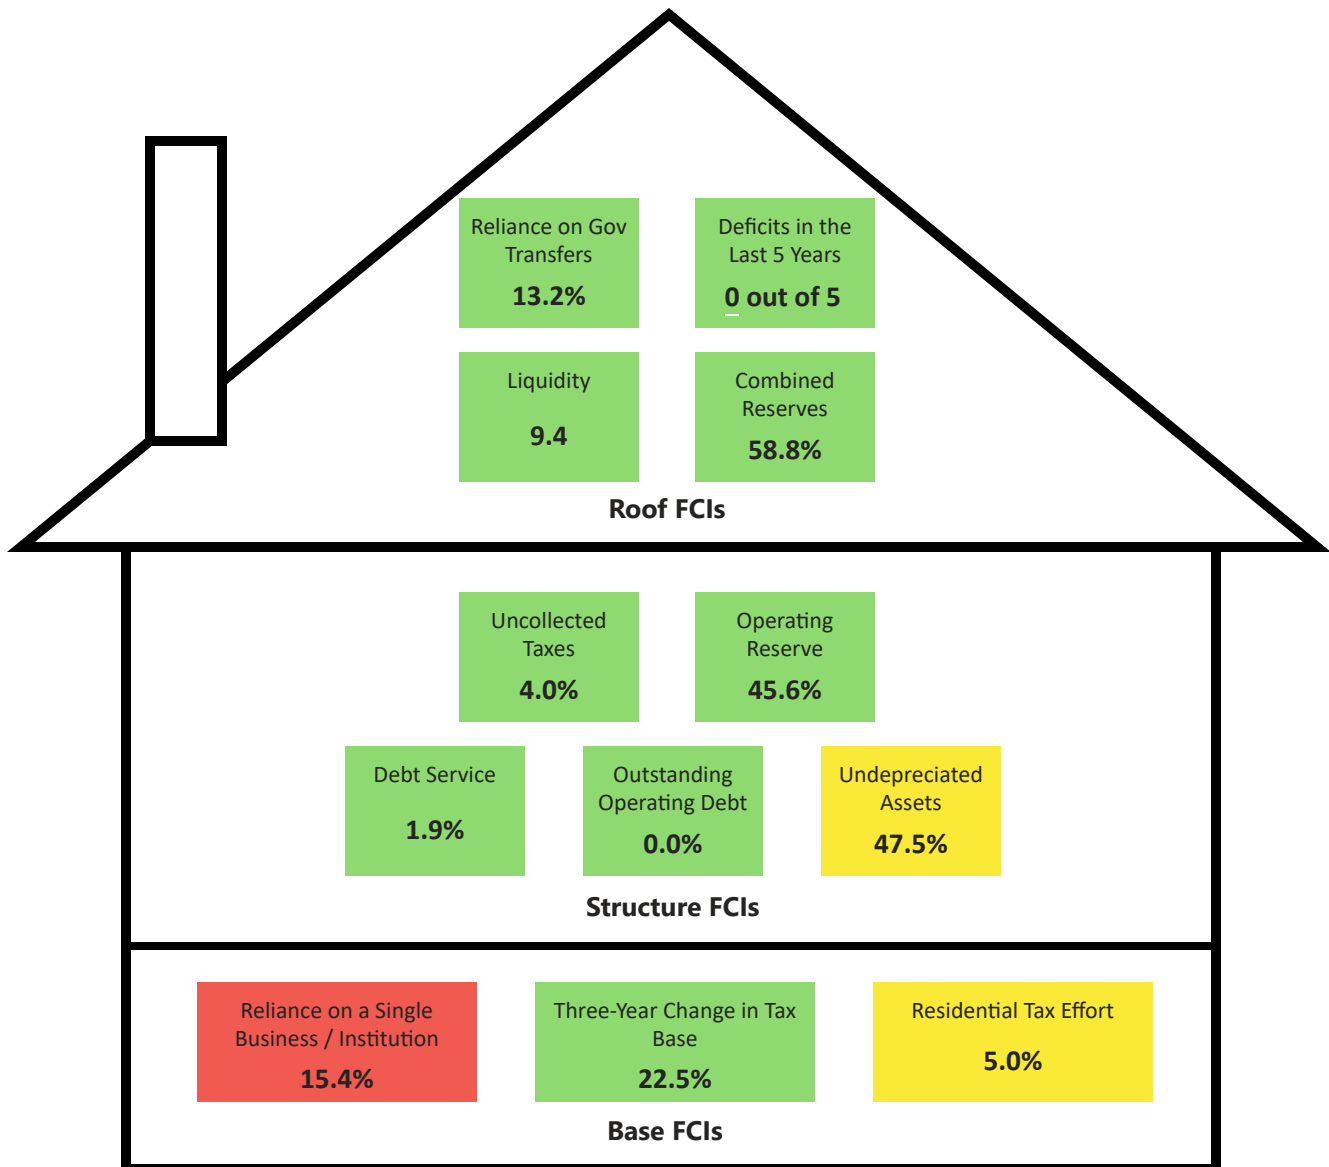 Reliance on Gov
Transfers
13.2%
Deficits in the
Last 5 Years
0 out of 5
Liquidity
9.4
Combined
Reserves
58.8%
Roof FCIs
Uncollected
Taxes
4.0%
Operating
Reserve
45.6%
Debt Service
1.9%
Outstanding
Operating Debt
0.0%
Undepreciated
Assets
47.5%
Structure FCIs
Reliance on a Single
Business / Institution
15.4%
Three-Year Change in Tax
Base
22.5%
Residential Tax Effort
5.0%
Base FCIs